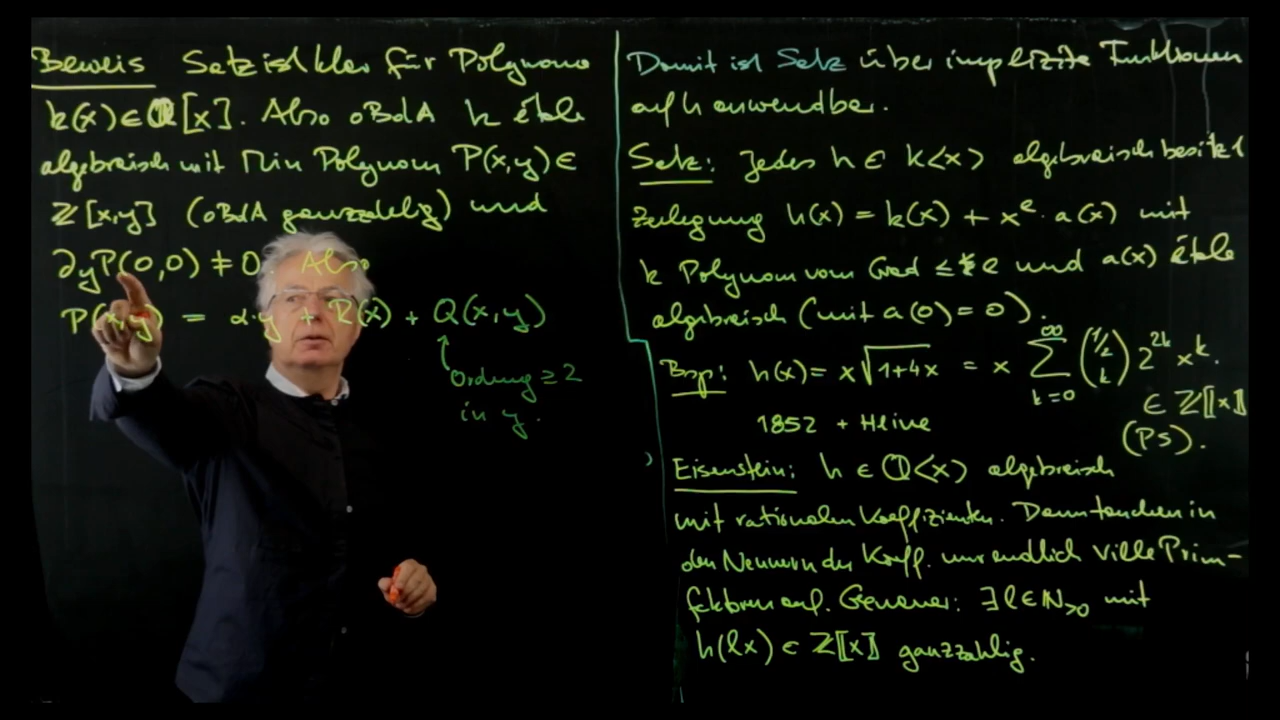 Beweis Satz ist klar für Polynome
k(x) ∈ Q[x]. Also oBdA h étale
algebraisch mit Min Polynom P(x,y) ∈
Z[x,y] (oBdA ganzzahlig) und
∂yP(0,0) ≠ 0. Also
P(x,y) = α·y + R(x) + Q(x,y)
Ordnung ≥ 2
in y.
Damit ist Satz über implizite Funktionen
auf h anwendbar.
Satz: Jedes h ∈ K<x> algebraisch besitzt
Zerlegung h(x) = k(x) + x^e · a(x) mit
k Polynom vom Grad ≤ e und a(x) étale
algebraisch (mit a(0) = 0).
Bsp: h(x) = x√(1+4x) = x ∑_{k=0}^{∞} (1/2 k) 2^{2k} x^k.
∈ Z[[x]]
1852 + Heine
(PS).
Eisenstein: h ∈ Q<x> algebraisch
mit rationalen Koeffizienten. Dann tauchen in
den Nennern der Koeff. nur endlich viele Prim-
faktoren auf. Genauer: ∃ l ∈ N_{>0} mit
h(lx) ∈ Z[[x]] ganzzahlig.